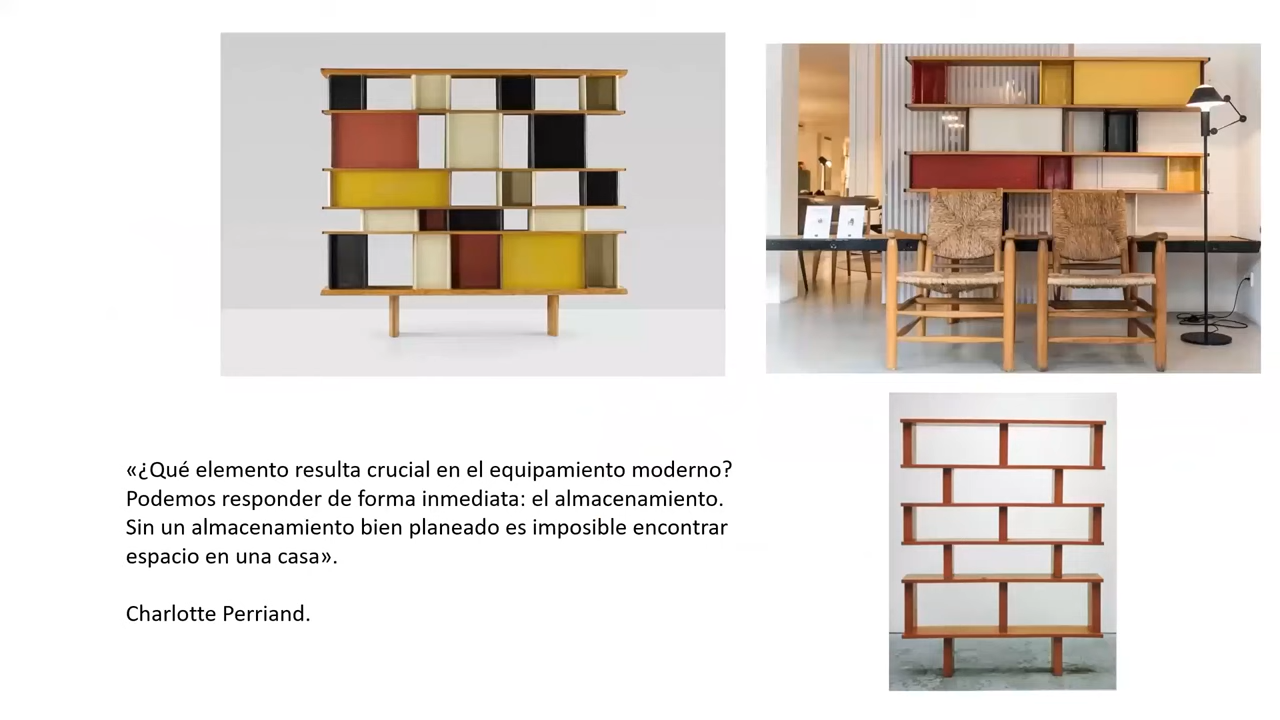 «¿Qué elemento resulta crucial en el equipamiento moderno?
Podemos responder de forma inmediata: el almacenamiento.
Sin un almacenamiento bien planeado es imposible encontrar
espacio en una casa».
Charlotte Perriand.